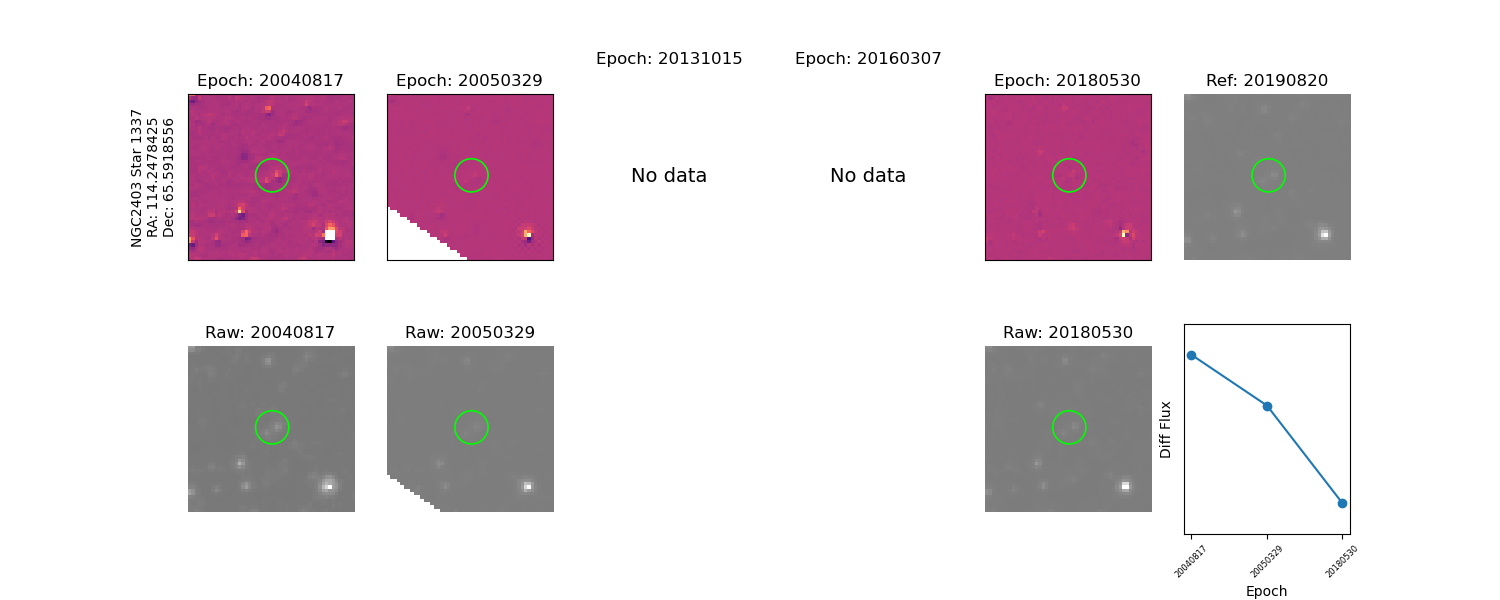 Epoch: 20131015
Epoch: 20160307
Epoch: 20040817
Epoch: 20050329
Epoch: 20180530
Ref: 20190820
NGC2403 Star 1337
RA: 114.2478425
Dec: 65.5918556
No data
No data
Raw: 20040817
Raw: 20050329
Raw: 20180530
Diff Flux
20040817
20050329
20180530
Epoch